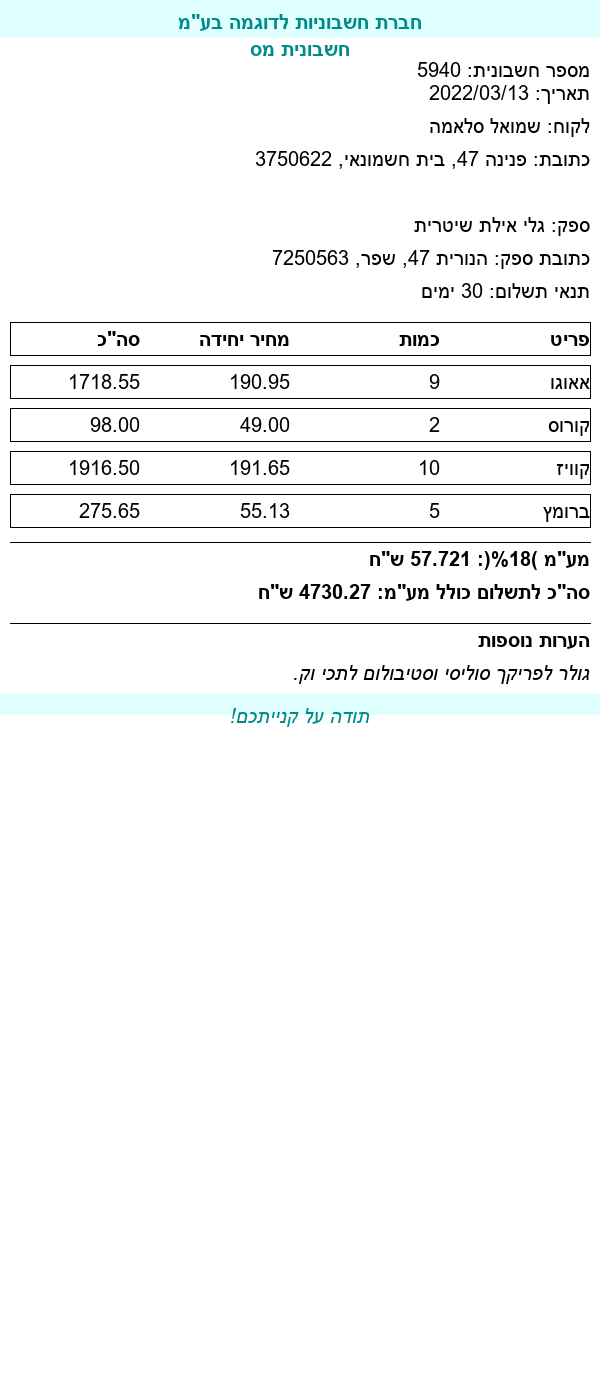 חברת חשבוניות לדוגמה בע"מ
חשבונית מס
מספר חשבונית: 5940
תאריך: 2022/03/13
לקוח: שמואל סלאמה
כתובת: פנינה 47, בית חשמונאי, 3750622
ספק: גלי אילת שיטרית
כתובת ספק: הנורית 47, שפר, 7250563
תנאי תשלום: 30 ימים
פריט כמות מחיר יחידה סה"כ
אאוגו 9 190.95 1718.55
קורוס 2 49.00 98.00
קוויז 10 191.65 1916.50
ברומץ 5 55.13 275.65
מע"מ )18%(: 57.721 ש"ח
סה"כ לתשלום כולל מע"מ: 4730.27 ש"ח
הערות נוספות
גולר לפריקך סוליסי וסטיבולום לתכי וק.
תודה על קנייתכם!